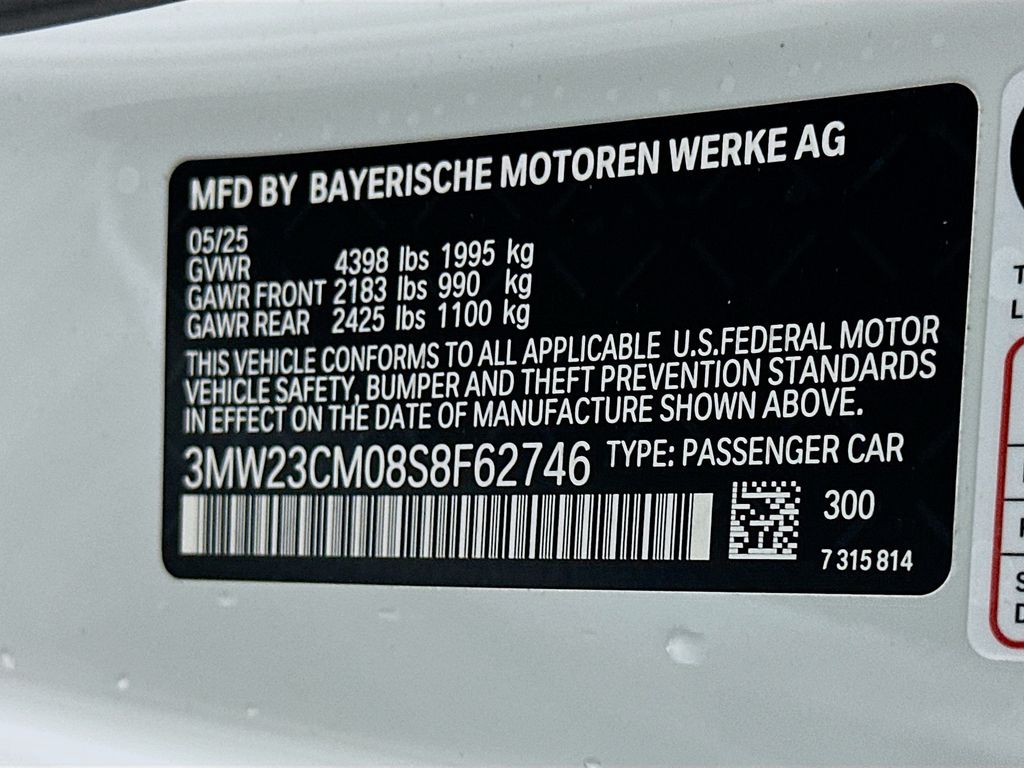 MFD BY BAYERISCHE MOTOREN WERKE AG
05/25
GVWR 4398 lbs 1995 kg
GAWR FRONT 2183 lbs 990 kg
GAWR REAR 2425 lbs 1100 kg
THIS VEHICLE CONFORMS TO ALL APPLICABLE U.S.FEDERAL MOTOR
VEHICLE SAFETY, BUMPER AND THEFT PREVENTION STANDARDS
IN EFFECT ON THE DATE OF MANUFACTURE SHOWN ABOVE.
3MW23CM08S8F62746 TYPE: PASSENGER CAR
300
7 315 814